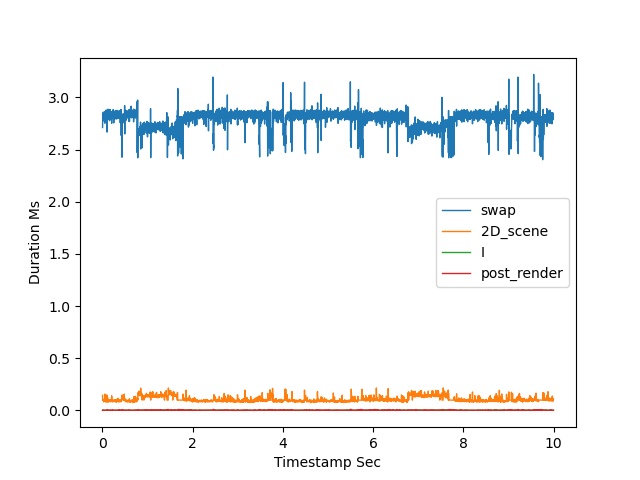 3.0
2.5
2.0
1.5
1.0
0.5
0.0
Duration Ms
swap
2D_scene
I
post_render
0 2 4 6 8 10
Timestamp Sec